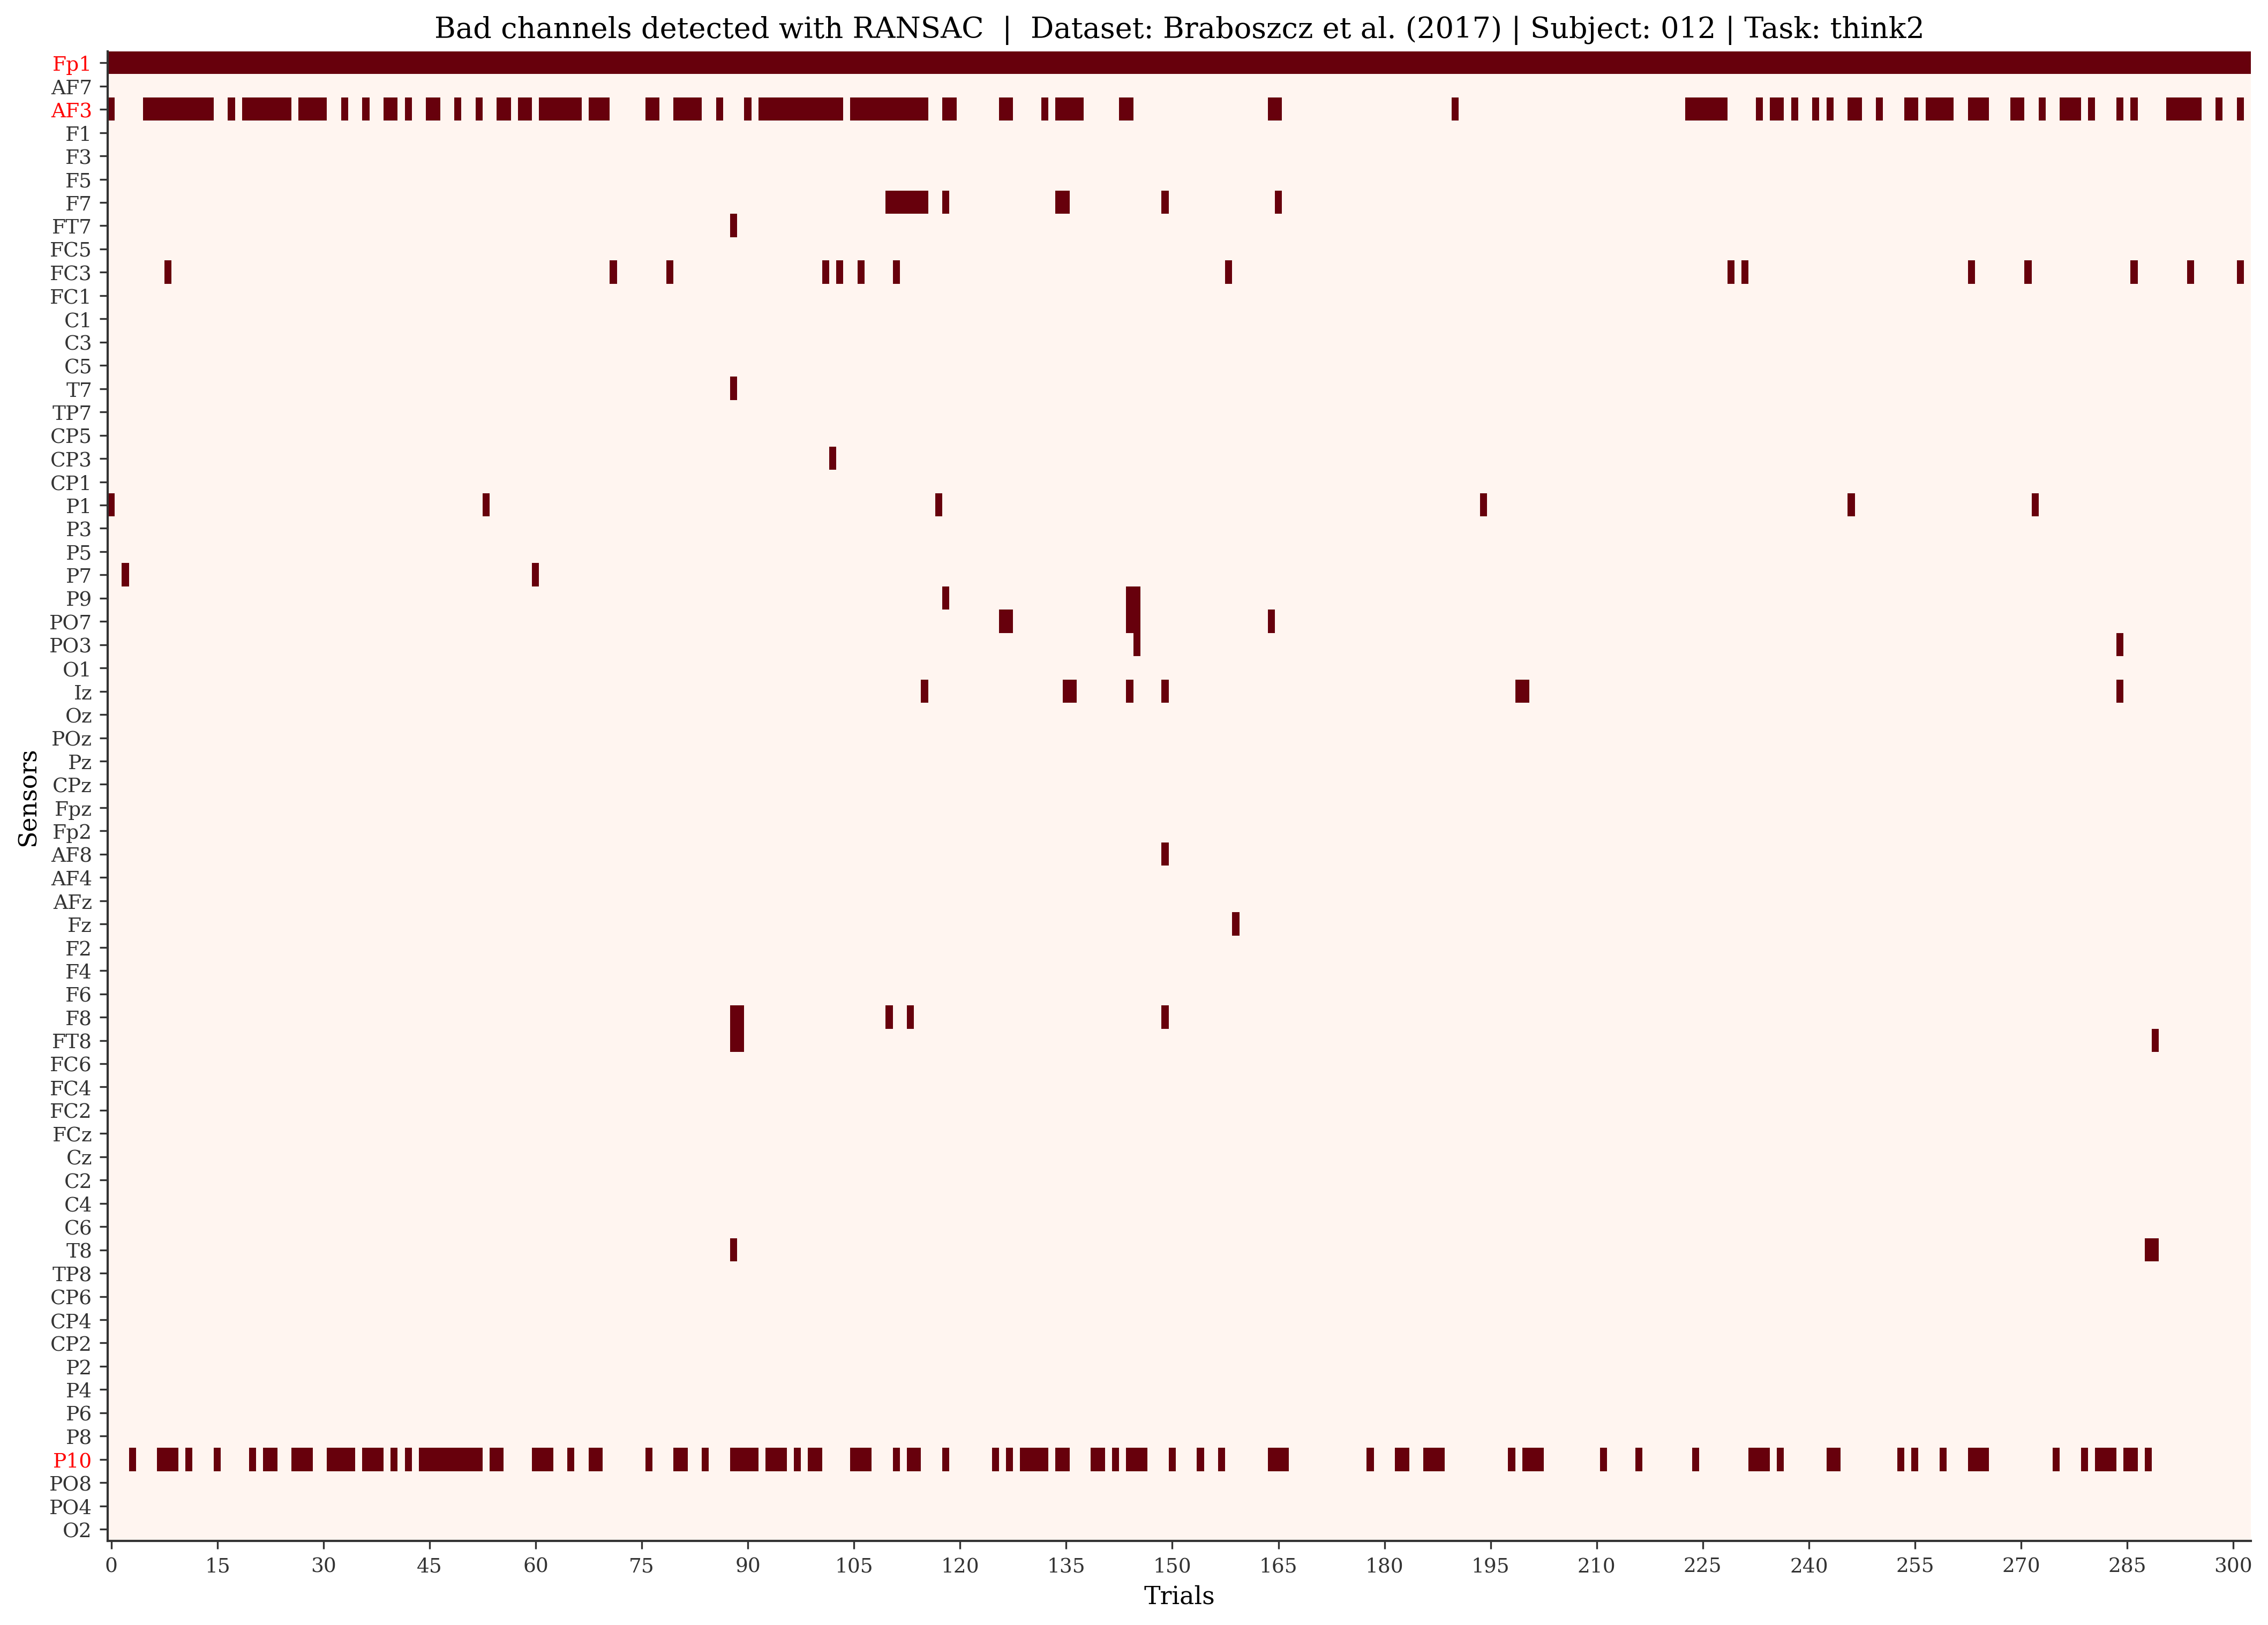 Bad channels detected with RANSAC | Dataset: Braboszcz et al. (2017) | Subject: 012 | Task: think2
Sensors
Fp1
AF7
AF3
F1
F3
F5
F7
FT7
FC5
FC3
FC1
C1
C3
C5
T7
TP7
CP5
CP3
CP1
P1
P3
P5
P7
P9
PO7
PO3
O1
Iz
Oz
POz
Pz
CPz
Fpz
Fp2
AF8
AF4
AFz
Fz
F2
F4
F6
F8
FT8
FC6
FC4
FC2
FCz
Cz
C2
C4
C6
T8
TP8
CP6
CP4
CP2
P2
P4
P6
P8
P10
PO8
PO4
O2
0 15 30 45 60 75 90 105 120 135 150 165 180 195 210 225 240 255 270 285 300
Trials